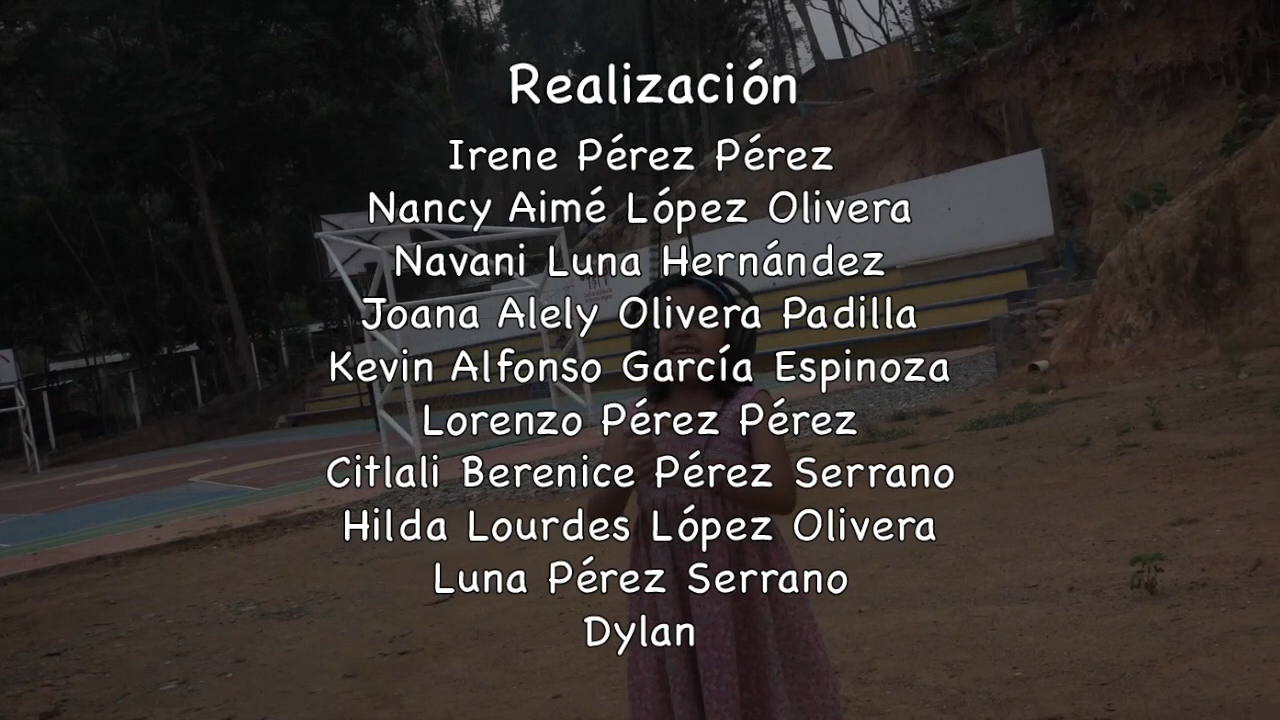 Realización
Irene Pérez Pérez
Nancy Aimé López Olivera
Navani Luna Hernández
Joana Alely Olivera Padilla
Kevin Alfonso García Espinoza
Lorenzo Pérez Pérez
Citlali Berenice Pérez Serrano
Hilda Lourdes López Olivera
Luna Pérez Serrano
Dylan